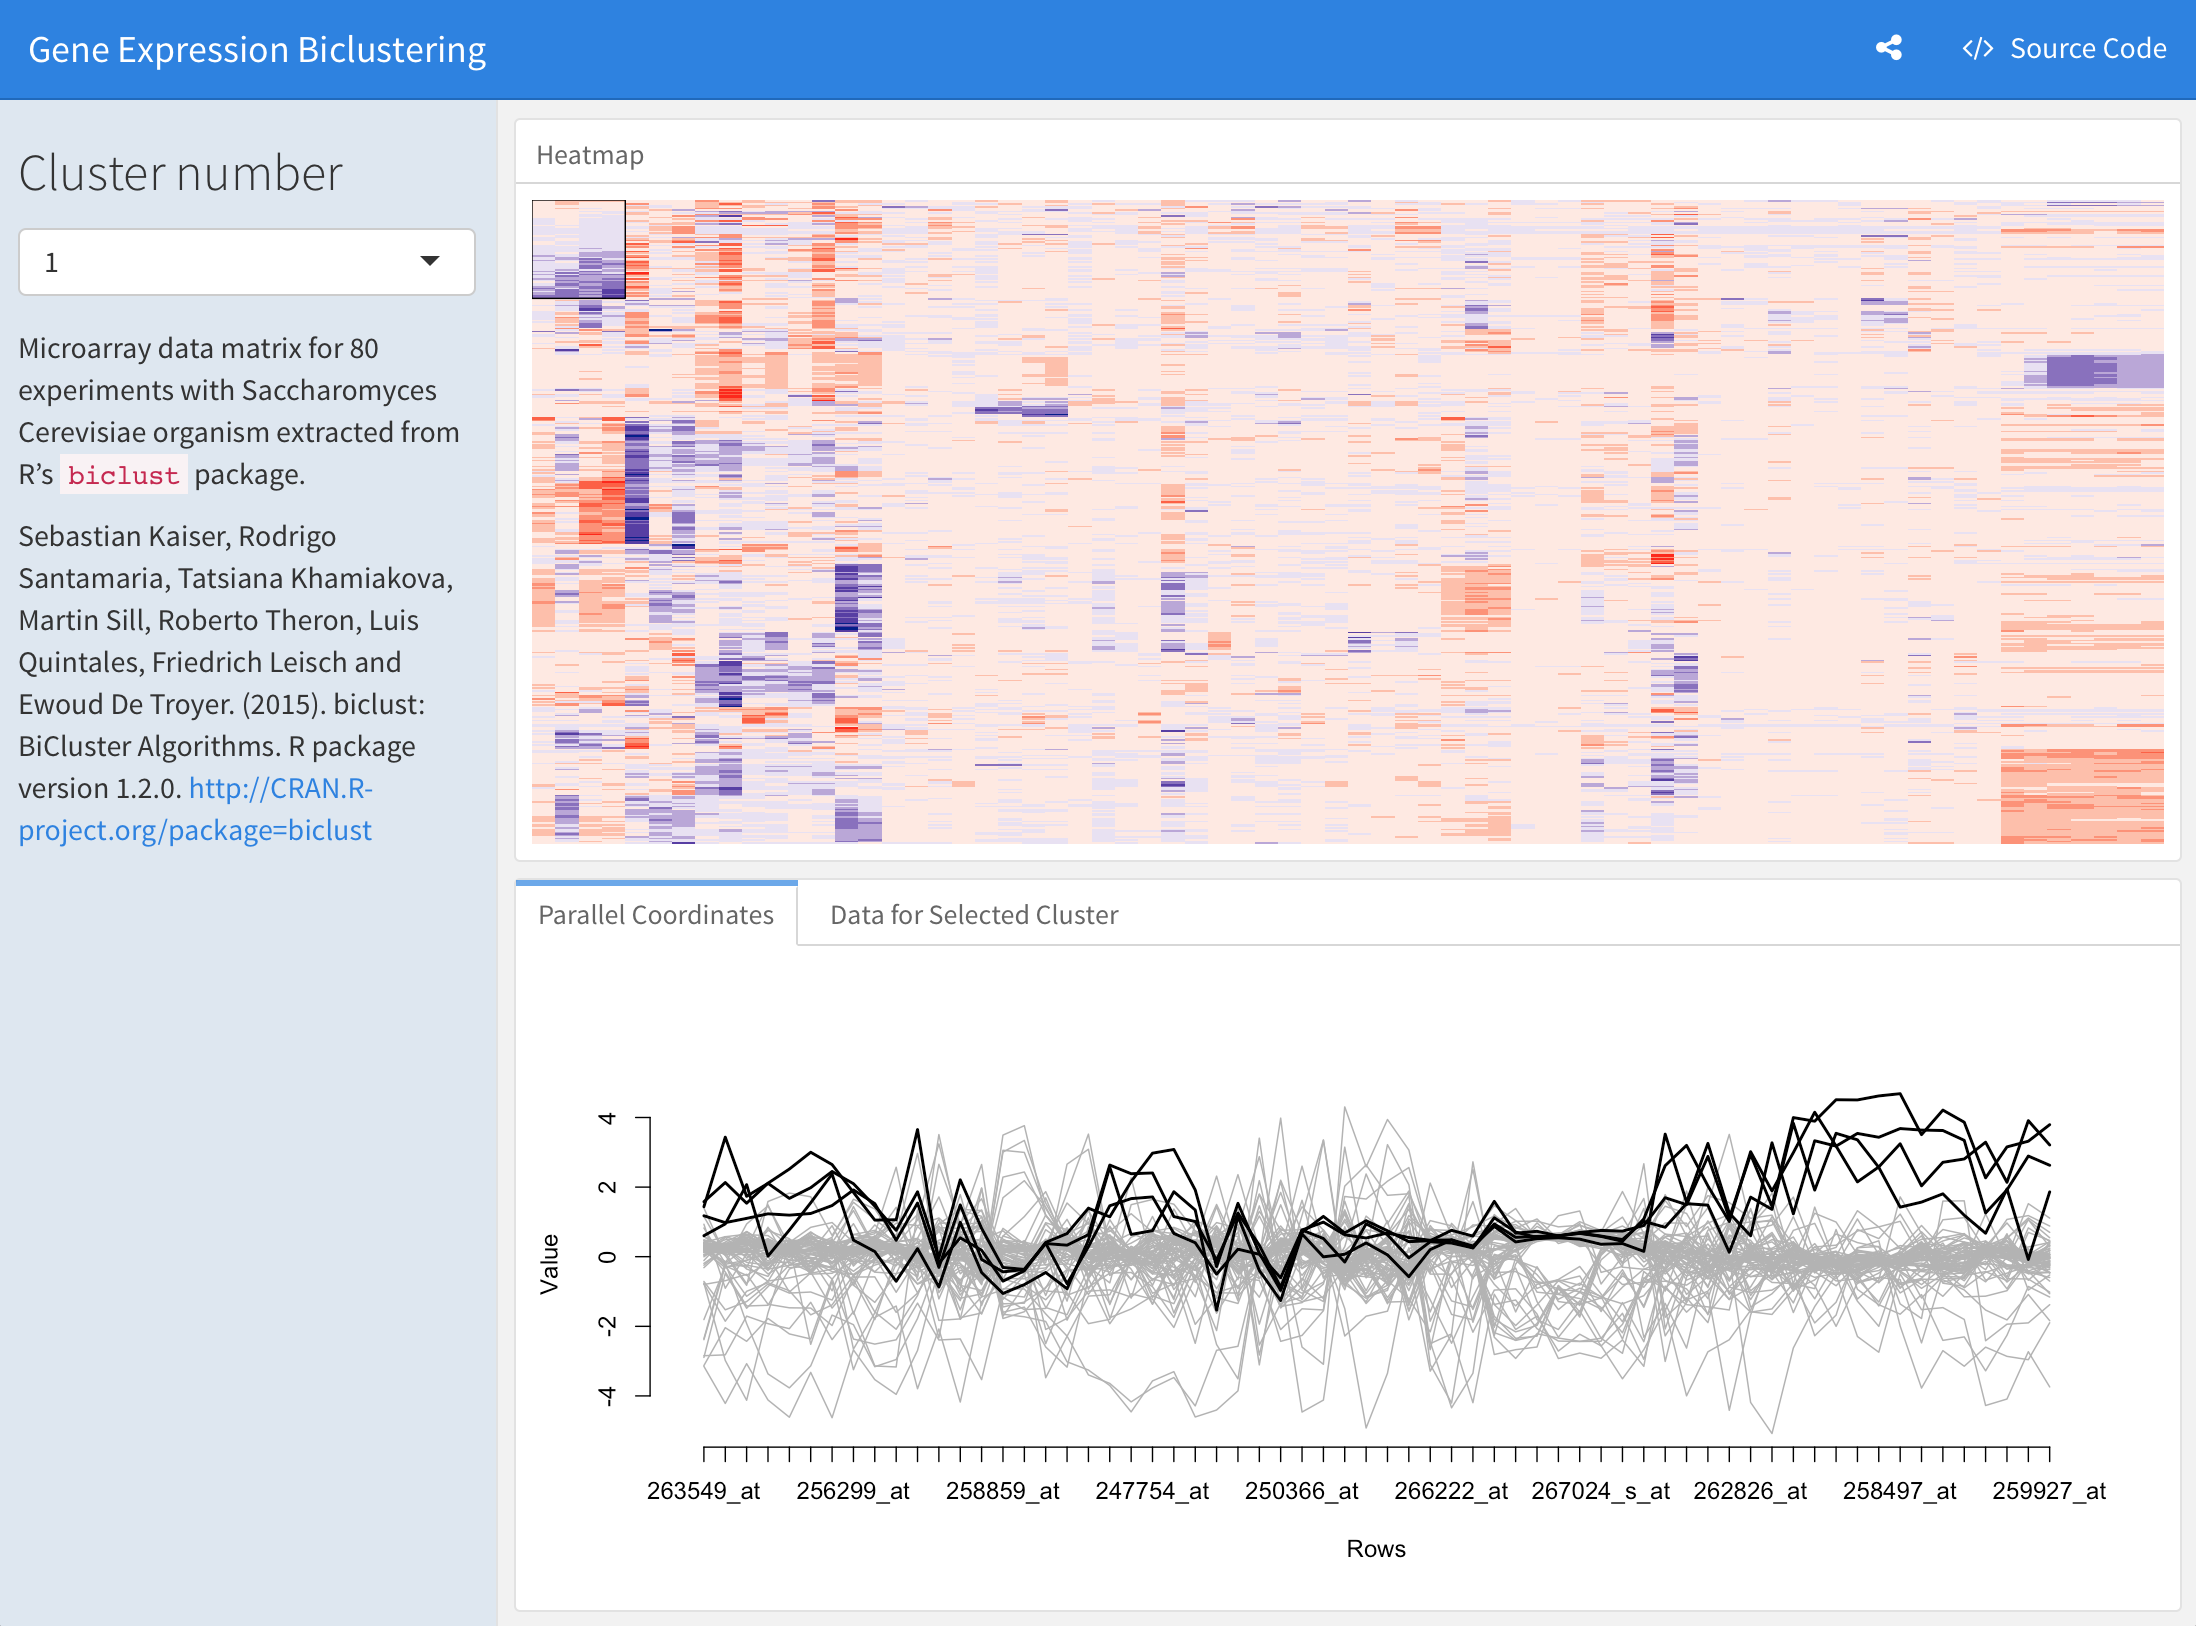 Gene Expression Biclustering
</> Source Code
Cluster number
1
Microarray data matrix for 80
experiments with Saccharomyces
Cerevisiae organism extracted from
R’s biclust package.
Sebastian Kaiser, Rodrigo
Santamaria, Tatsiana Khamiakova,
Martin Sill, Roberto Theron, Luis
Quintales, Friedrich Leisch and
Ewoud De Troyer. (2015). biclust:
BiCluster Algorithms. R package
version 1.2.0. http://CRAN.R-
project.org/package=biclust
Heatmap
Parallel Coordinates
Data for Selected Cluster
Value
4
2
0
-2
-4
263549_at
256299_at
258859_at
247754_at
250366_at
266222_at
267024_s_at
262826_at
258497_at
259927_at
Rows